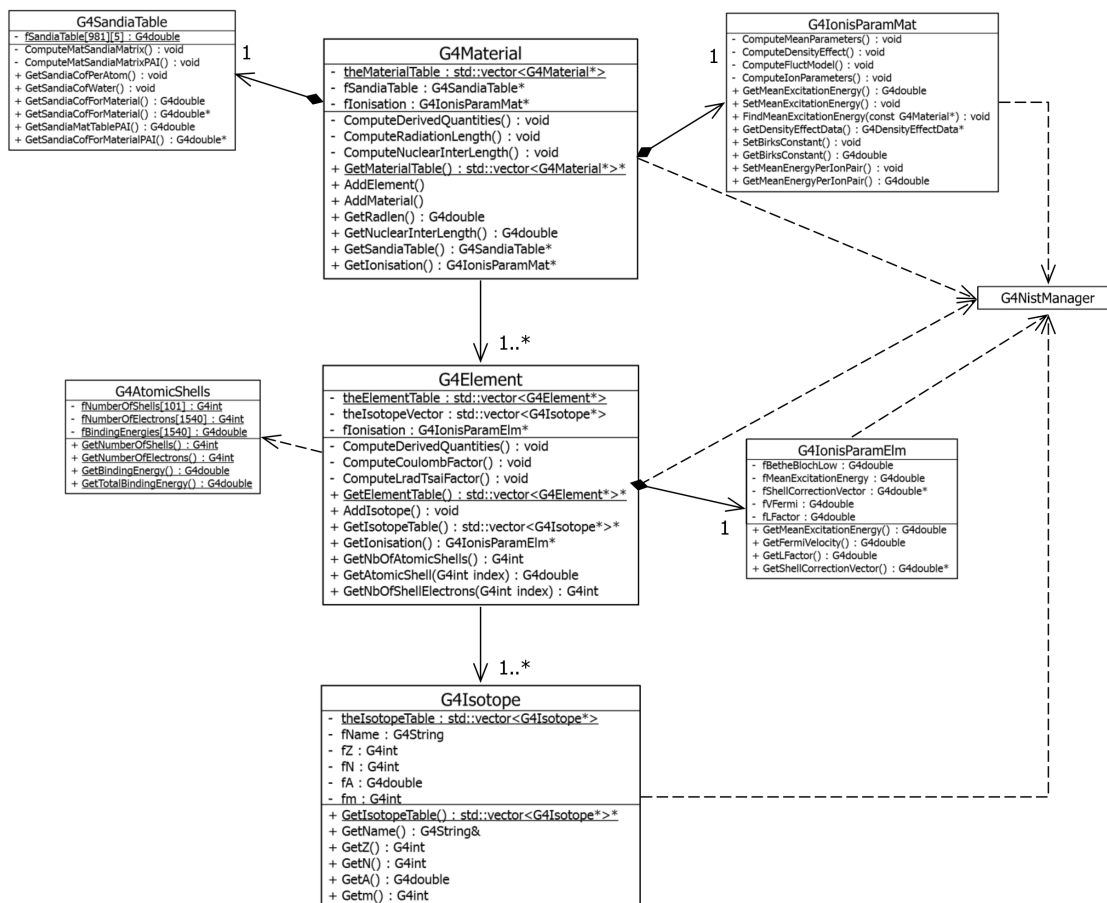 G4SandiaTable
- fSandiaTable[981][5] : G4double
- ComputeMatSandiaMatrix() : void
- ComputeMatSandiaMatrixPAI() : void
+ GetSandiaCofPerAtom() : void
+ GetSandiaCofWater() : void
+ GetSandiaCofForMaterial() : G4double
+ GetSandiaCofForMaterial() : G4double*
+ GetSandiaMatTablePAI() : G4double
+ GetSandiaCofForMaterialPAI() : G4double*
1
G4Material
- theMaterialTable : std::vector<G4Material*>
- fSandiaTable : G4SandiaTable*
- fIonisation : G4IonisParamMat*
- ComputeDerivedQuantities() : void
- ComputeRadiationLength() : void
- ComputeNuclearInterLength() : void
+ GetMaterialTable() : std::vector<G4Material*>*
+ AddElement()
+ AddMaterial()
+ GetRadlen() : G4double
+ GetNuclearInterLength() : G4double
+ GetSandiaTable() : G4SandiaTable*
+ GetIonisation() : G4IonisParamMat*
1
G4IonisParamMat
- ComputeMeanParameters() : void
- ComputeDensityEffect() : void
- ComputeFluctModel() : void
- ComputeIonParameters() : void
+ GetMeanExcitationEnergy() : G4double
+ SetMeanExcitationEnergy() : void
+ FindMeanExcitationEnergy(const G4Material*) : void
+ GetDensityEffectData() : G4DensityEffectData*
+ SetBirksConstant() : void
+ GetBirksConstant() : G4double
+ SetMeanEnergyPerIonPair() : void
+ GetMeanEnergyPerIonPair() : G4double
G4NistManager
1..*
G4AtomicShells
- fNumberOfShells[101] : G4int
- fNumberOfElectrons[1540] : G4int
- fBindingEnergies[1540] : G4double
+ GetNumberOfShells() : G4int
+ GetNumberOfElectrons() : G4int
+ GetBindingEnergy() : G4double
+ GetTotalBindingEnergy() : G4double
G4Element
- theElementTable : std::vector<G4Element*>
- theIsotopeVector : std::vector<G4Isotope*>
- fIonisation : G4IonisParamElm*
- ComputeDerivedQuantities() : void
- ComputeCoulombFactor() : void
- ComputeLradTsaiFactor() : void
+ GetElementTable() : std::vector<G4Element*>*
+ AddIsotope() : void
+ GetIsotopeTable() : std::vector<G4Isotope*>*
+ GetIonisation() : G4IonisParamElm*
+ GetNbOfAtomicShells() : G4int
+ GetAtomicShell(G4int index) : G4double
+ GetNbOfShellElectrons(G4int index) : G4int
1
G4IonisParamElm
- fBetheBlochLow : G4double
- fMeanExcitationEnergy : G4double
- fShellCorrectionVector : G4double*
- fVFermi : G4double
- fLFactor : G4double
+ GetMeanExcitationEnergy() : G4double
+ GetFermiVelocity() : G4double
+ GetLFactor() : G4double
+ GetShellCorrectionVector() : G4double*
1..*
G4Isotope
- theIsotopeTable : std::vector<G4Isotope*>
- fName : G4String
- fZ : G4int
- fN : G4int
- fA : G4double
- fm : G4int
+ GetIsotopeTable() : std::vector<G4Isotope*>*
+ GetName() : G4String&
+ GetZ() : G4int
+ GetN() : G4int
+ GetA() : G4double
+ Getm() : G4int